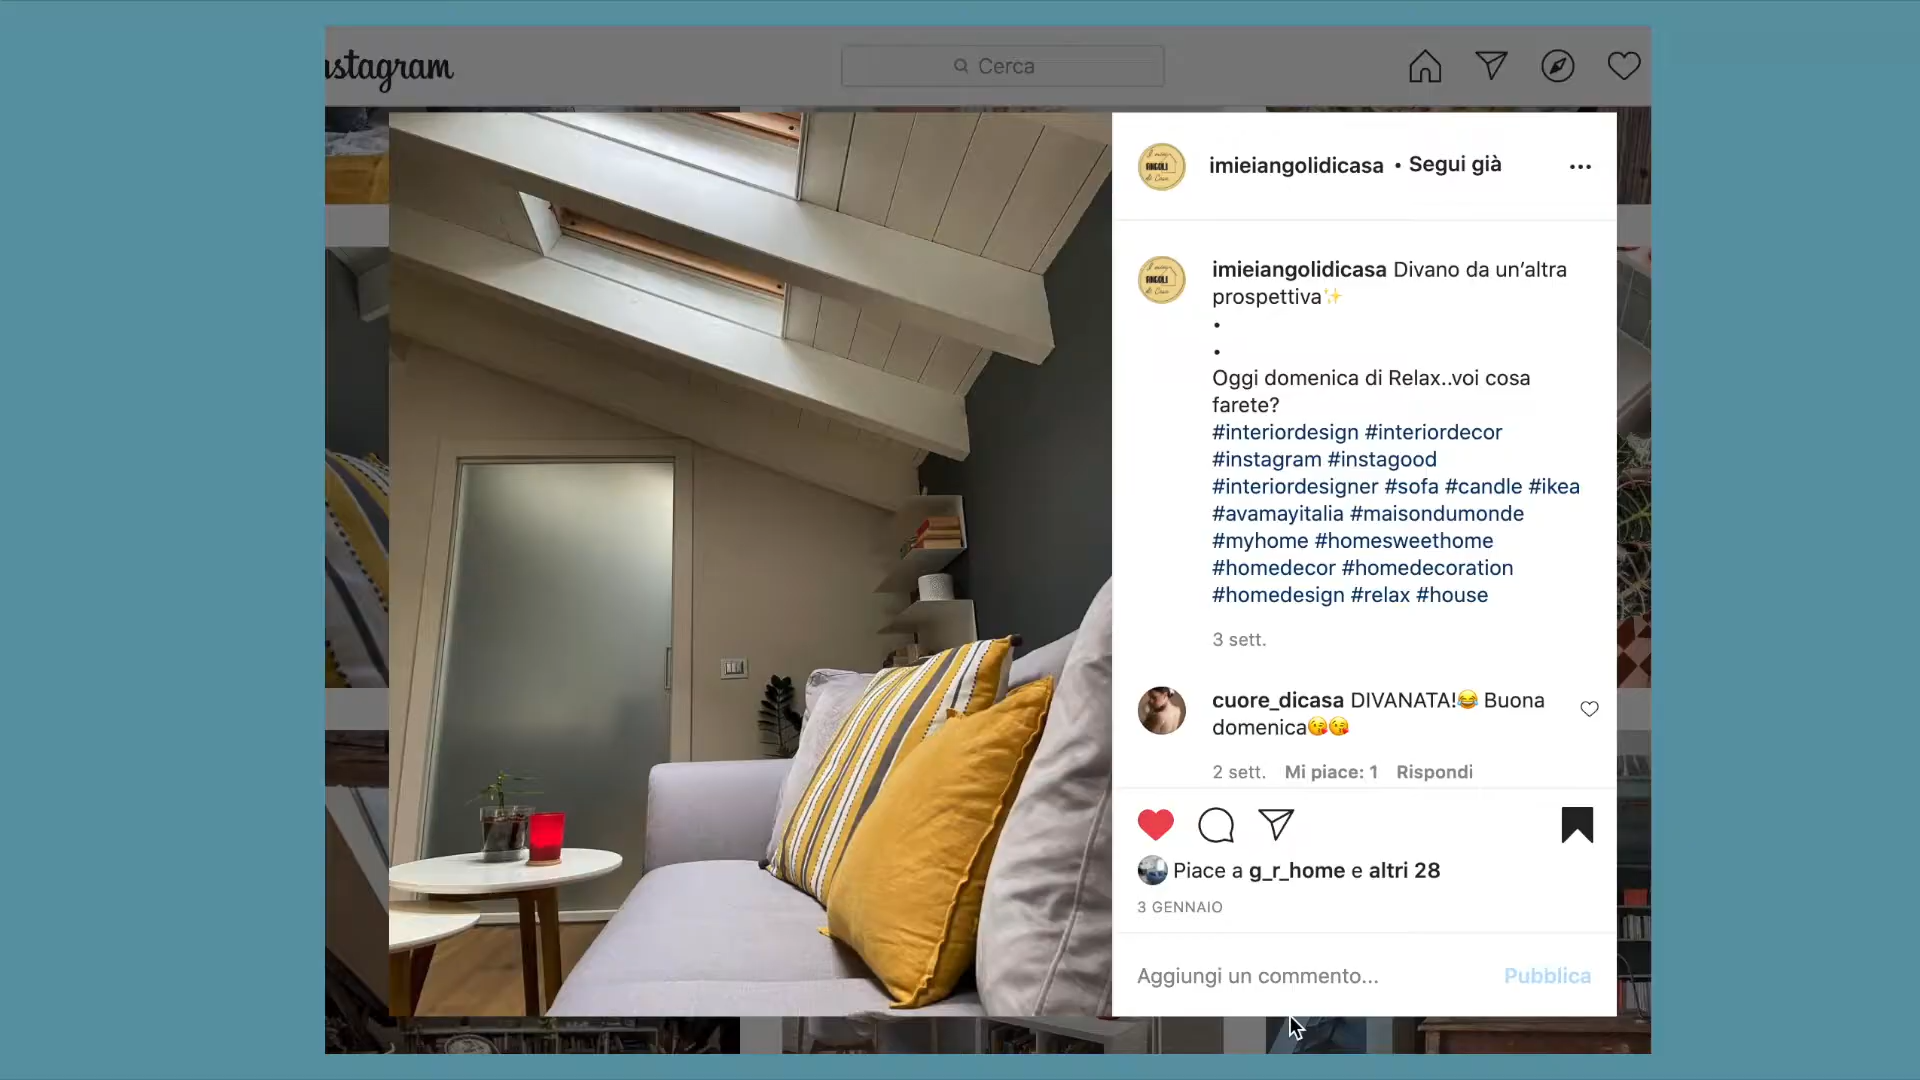 Instagram
Cerca
imieiangolidicasa • Segui già
imieiangolidicasa Divano da un’altra
prospettiva✨
•
•
Oggi domenica di Relax..voi cosa
farete?
#interiordesign #interiordecor
#instagram #instagood
#interiordesigner #sofa #candle #ikea
#avamayitalia #maisondumonde
#myhome #homesweethome
#homedecor #homedecoration
#homedesign #relax #house
3 sett.
cuore_dicasa DIVANATA!😂 Buona
domenica😘😘
2 sett. Mi piace: 1 Rispondi
Piace a g_r_home e altri 28
3 GENNAIO
Aggiungi un commento... Pubblica